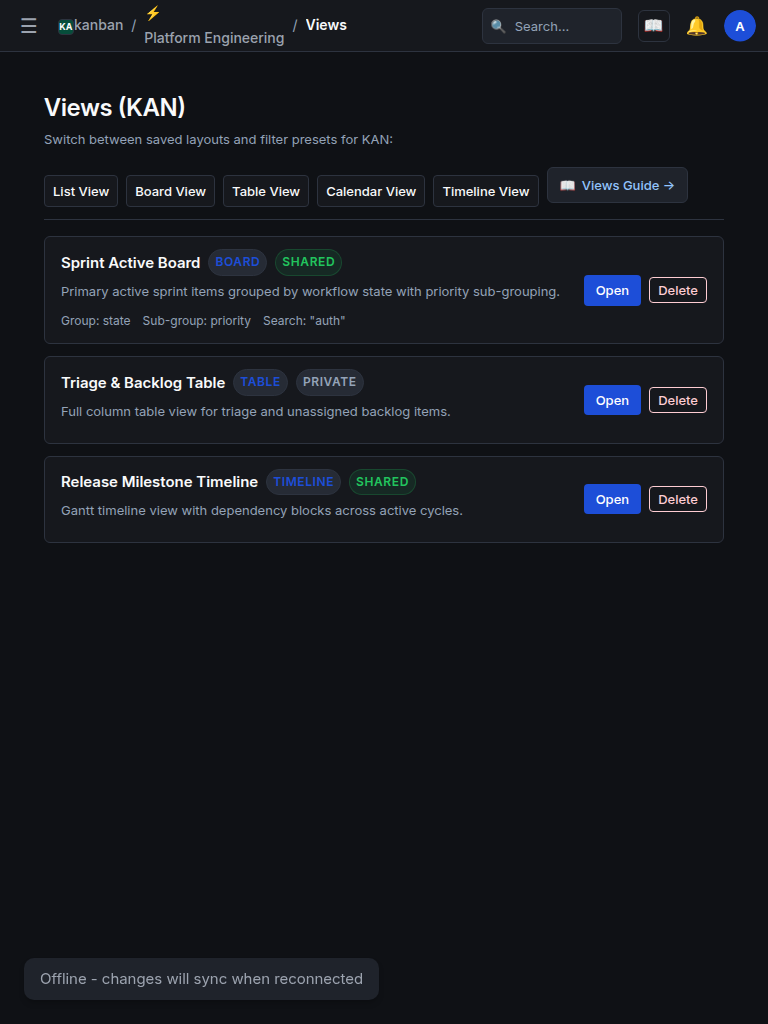 ☰ KA kanban / ⚡ Platform Engineering / Views 🔍 Search... 📖 🔔 A
Views (KAN)
Switch between saved layouts and filter presets for KAN:
List View Board View Table View Calendar View Timeline View 📖 Views Guide →
Sprint Active Board BOARD SHARED
Primary active sprint items grouped by workflow state with priority sub-grouping.
Group: state Sub-group: priority Search: "auth"
Open Delete
Triage & Backlog Table TABLE PRIVATE
Full column table view for triage and unassigned backlog items.
Open Delete
Release Milestone Timeline TIMELINE SHARED
Gantt timeline view with dependency blocks across active cycles.
Open Delete
Offline - changes will sync when reconnected